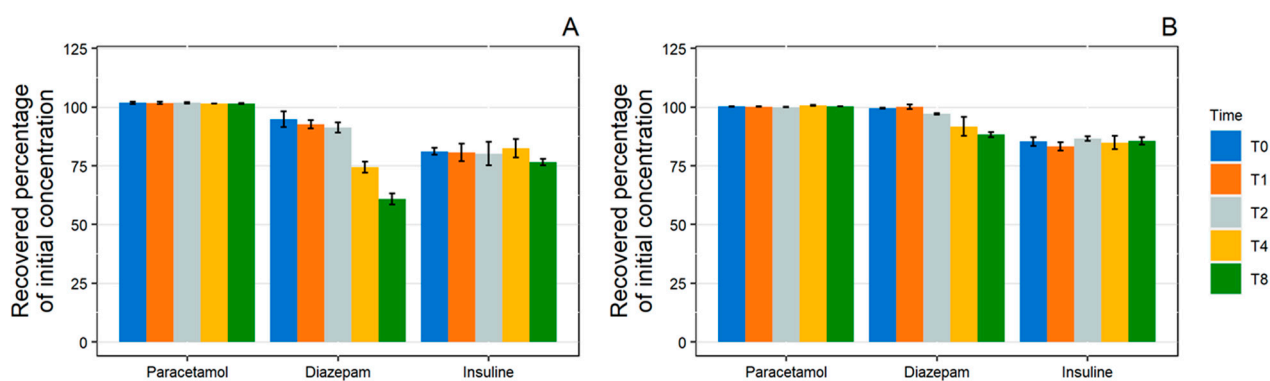 A
Recovered percentage
of initial concentration
125
100
75
50
25
0
Paracetamol Diazepam Insuline
B
Recovered percentage
of initial concentration
125
100
75
50
25
0
Paracetamol Diazepam Insuline
Time
T0
T1
T2
T4
T8